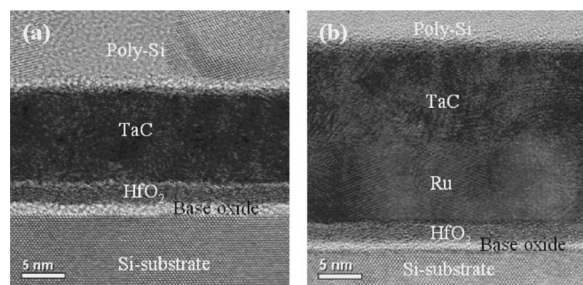 (a)
Poly-Si
TaC
HfO2
Base oxide
5 nm
Si-substrate
(b)
Poly-Si
TaC
Ru
HfO2
Base oxide
5 nm
Si-substrate